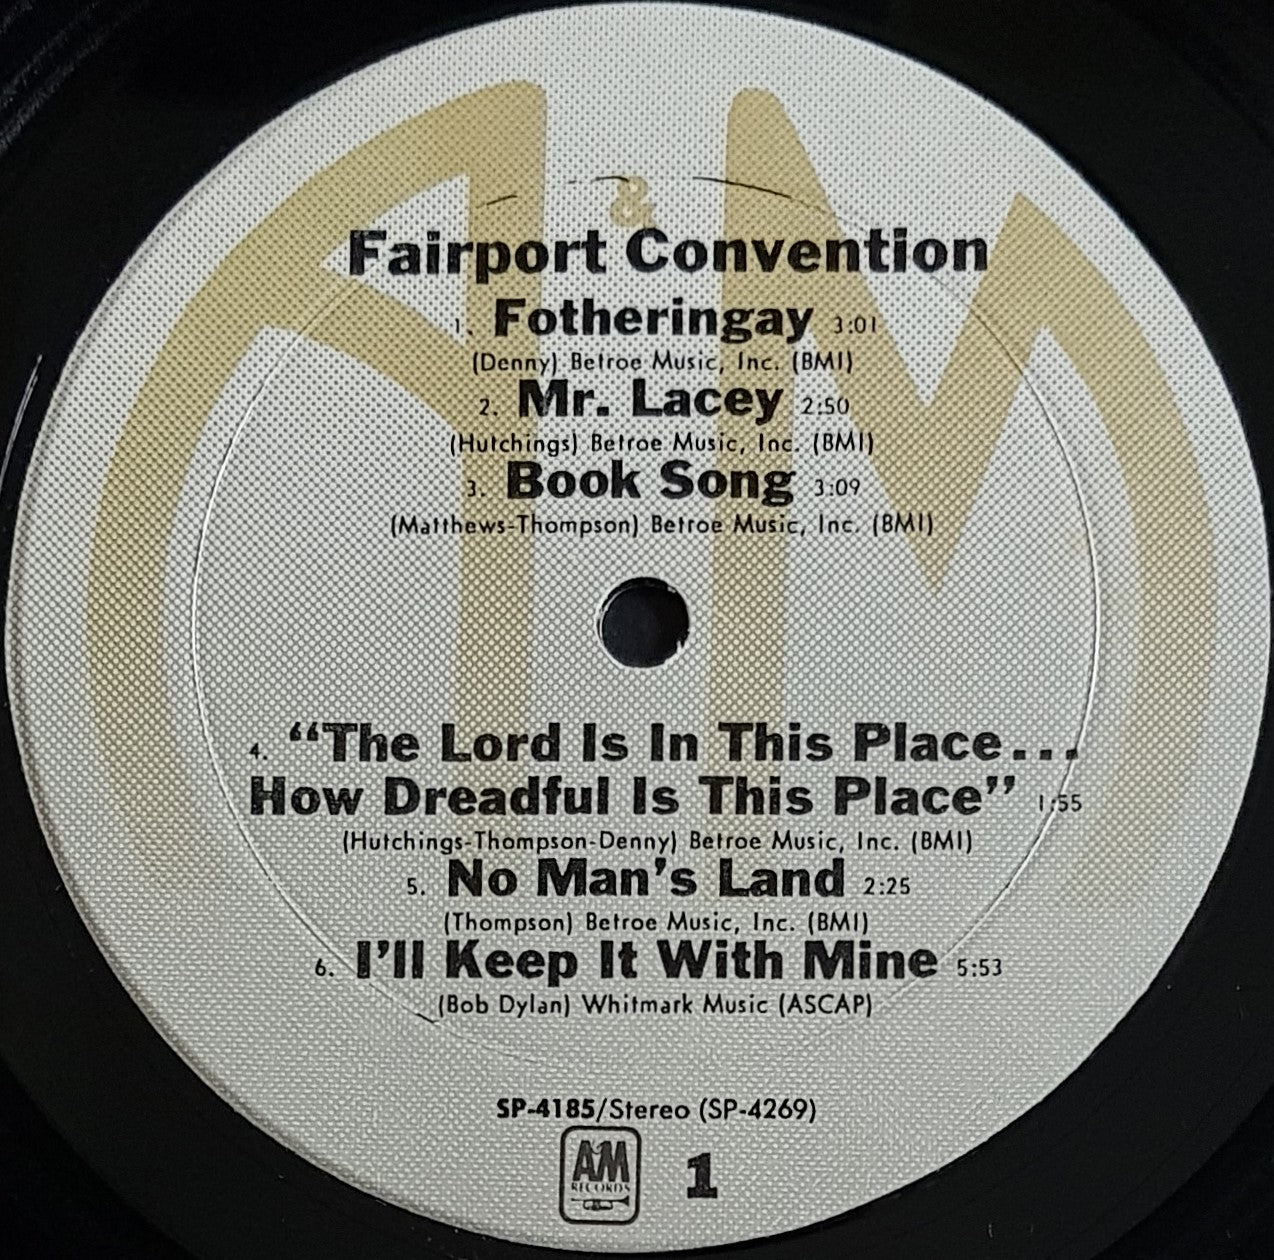 A&M
Fairport Convention
1. Fotheringay 3:01
(Denny) Betroe Music, Inc. (BMI)
2. Mr. Lacey 2:50
(Hutchings) Betroe Music, Inc. (BMI)
3. Book Song 3:09
(Matthews-Thompson) Betroe Music, Inc. (BMI)
4. “The Lord Is In This Place...
How Dreadful Is This Place” 1:55
(Hutchings-Thompson-Denny) Betroe Music, Inc. (BMI)
5. No Man’s Land 2:25
(Thompson) Betroe Music, Inc. (BMI)
6. I’ll Keep It With Mine 5:53
(Bob Dylan) Whitmark Music (ASCAP)
SP-4185/Stereo (SP-4269)
AM
RECORDS
1